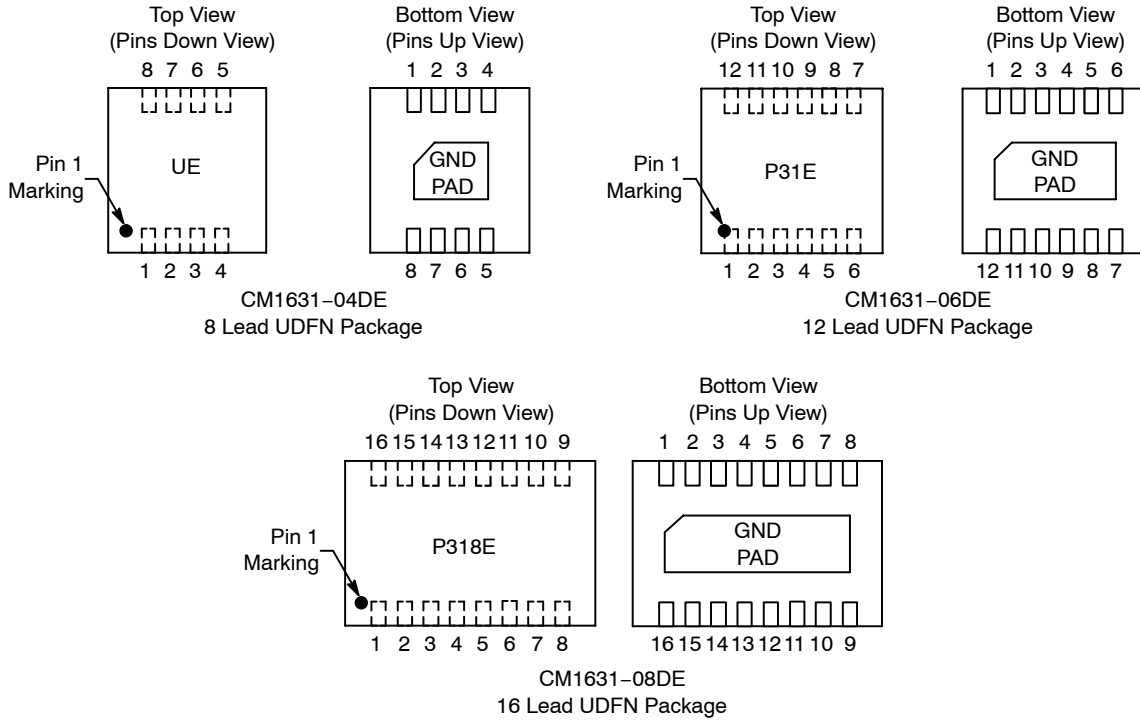 Top View
(Pins Down View)
8 7 6 5
Pin 1
Marking
UE
1 2 3 4
Bottom View
(Pins Up View)
1 2 3 4
GND
PAD
8 7 6 5
CM1631−04DE
8 Lead UDFN Package
Top View
(Pins Down View)
12 11 10 9 8 7
Pin 1
Marking
P31E
1 2 3 4 5 6
Bottom View
(Pins Up View)
1 2 3 4 5 6
GND
PAD
12 11 10 9 8 7
CM1631−06DE
12 Lead UDFN Package
Top View
(Pins Down View)
16 15 14 13 12 11 10 9
Pin 1
Marking
P318E
1 2 3 4 5 6 7 8
Bottom View
(Pins Up View)
1 2 3 4 5 6 7 8
GND
PAD
16 15 14 13 12 11 10 9
CM1631−08DE
16 Lead UDFN Package